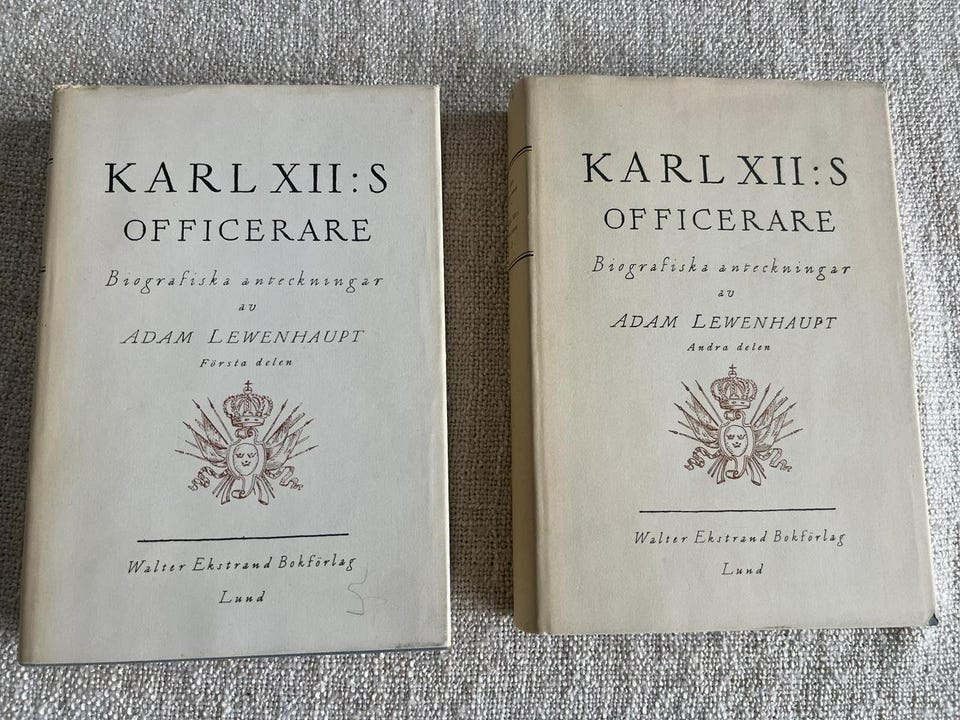 KARL XII:S
OFFICERARE
Biografiska anteckningar
av
ADAM LEWENHAUPT
Första delen
Walter Ekstrand Bokförlag
Lund
KARL XII:S
OFFICERARE
Biografiska anteckningar
av
ADAM LEWENHAUPT
Andra delen
Walter Ekstrand Bokförlag
Lund